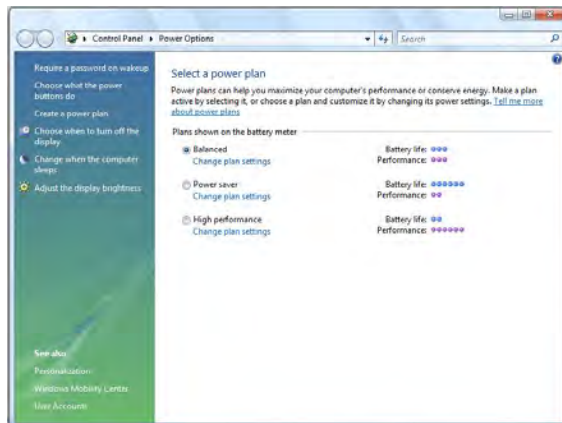 Control Panel ▸ Power Options
Search
Require a password on wakeup
Choose what the power
buttons do
Create a power plan
Choose when to turn off the
display
Change when the computer
sleeps
Adjust the display brightness
See also
Personalization
Windows Mobility Center
User Accounts
Select a power plan
Power plans can help you maximize your computer's performance or conserve energy. Make a plan
active by selecting it, or choose a plan and customize it by changing its power settings. Tell me more
about power plans
Plans shown on the battery meter
Balanced Battery life:
Change plan settings Performance:
Power saver Battery life:
Change plan settings Performance:
High performance Battery life:
Change plan settings Performance: